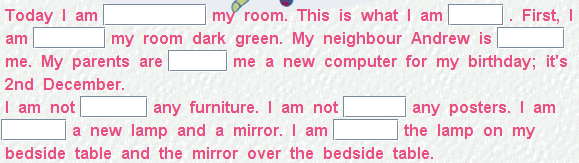 Today I am my room. This is what I am . First, I
am my room dark green. My neighbour Andrew is
me. My parents are me a new computer for my birthday; it's
2nd December.
I am not any furniture. I am not any posters. I am
a new lamp and a mirror. I am the lamp on my
bedside table and the mirror over the bedside table.